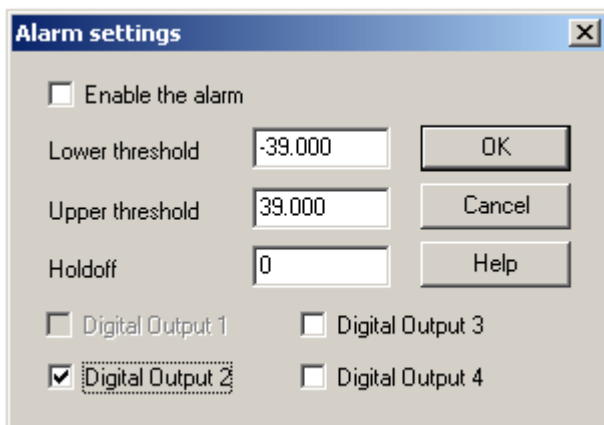 Alarm settings
Enable the alarm
Lower threshold -39.000 OK
Upper threshold 39.000 Cancel
Holdoff 0 Help
Digital Output 1 Digital Output 3
Digital Output 2 Digital Output 4